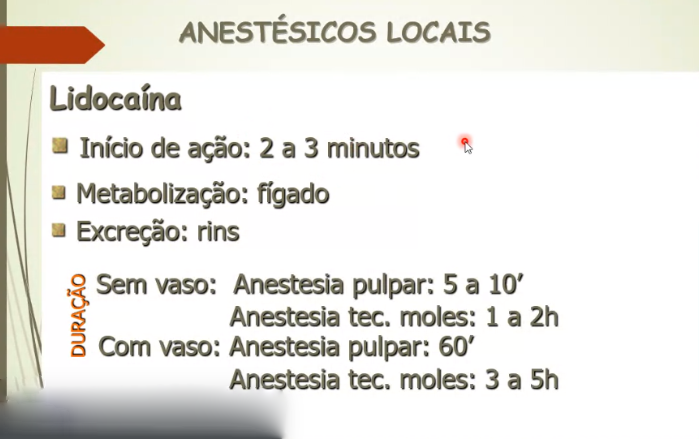 ANESTÉSICOS LOCAIS
Lidocaína
Início de ação: 2 a 3 minutos
Metabolização: fígado
Excreção: rins
DURAÇÃO
Sem vaso: Anestesia pulpar: 5 a 10’
Anestesia tec. moles: 1 a 2h
Com vaso: Anestesia pulpar: 60’
Anestesia tec. moles: 3 a 5h